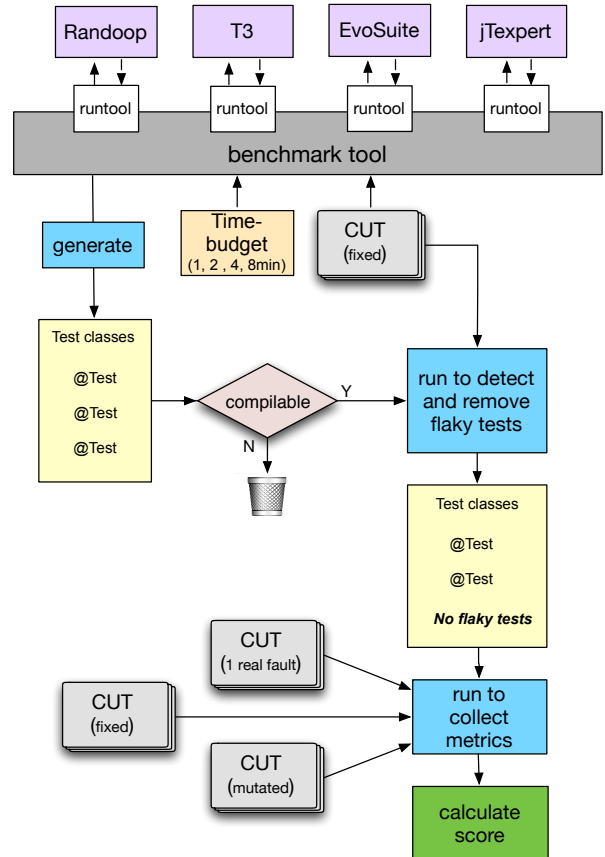 Randoop
T3
EvoSuite
jTexpert
runtool
runtool
runtool
runtool
benchmark tool
generate
Time-
budget
(1, 2 , 4, 8min)
CUT
(fixed)
Test classes
@Test
@Test
@Test
compilable
Y
N
run to detect
and remove
flaky tests
Test classes
@Test
@Test
No flaky tests
CUT
(1 real fault)
CUT
(fixed)
CUT
(mutated)
run to
collect
metrics
calculate
score